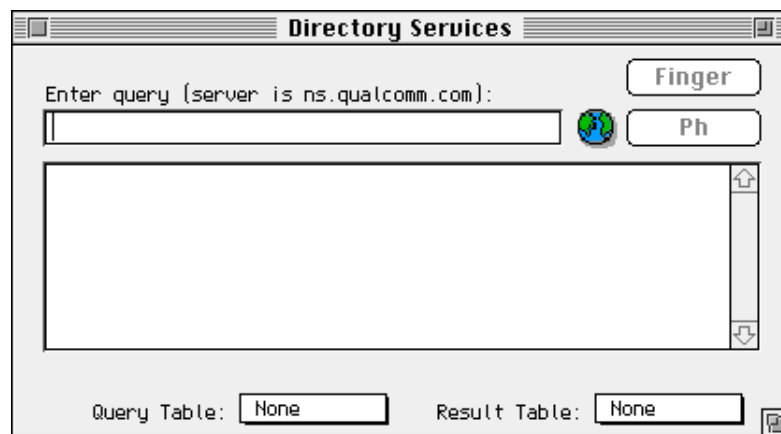 Directory Services
Finger
Enter query (server is ns.qualcomm.com):
Ph
Query Table: None Result Table: None